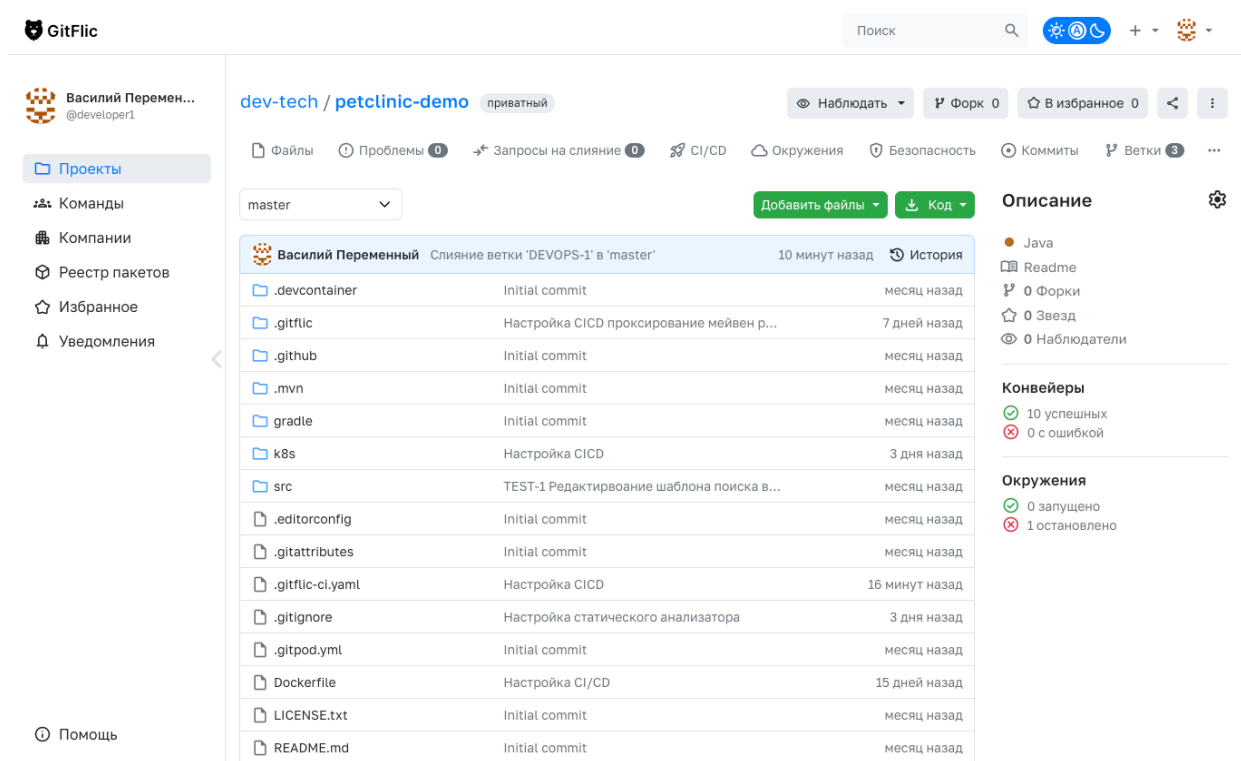 GitFlic
Поиск
Василий Перемен...
@developer1
Проекты
Команды
Компании
Реестр пакетов
Избранное
Уведомления
Помощь
dev-tech / petclinic-demo приватный
Наблюдать Форк 0 В избранное 0
Файлы Проблемы 0 Запросы на слияние 0 CI/CD Окружения Безопасность Коммиты Ветки 3 ...
master Добавить файлы Код
Василий Переменный Слияние ветки 'DEVOPS-1' в 'master' 10 минут назад История
.devcontainer Initial commit месяц назад
.gitflic Настройка CICD проксирование мейвен р... 7 дней назад
.github Initial commit месяц назад
.mvn Initial commit месяц назад
gradle Initial commit месяц назад
k8s Настройка CICD 3 дня назад
src TEST-1 Редактирвоание шаблона поиска в... месяц назад
.editorconfig Initial commit месяц назад
.gitattributes Initial commit месяц назад
.gitflic-ci.yaml Настройка CICD 16 минут назад
.gitignore Настройка статического анализатора 3 дня назад
.gitpod.yml Initial commit месяц назад
Dockerfile Настройка CI/CD 15 дней назад
LICENSE.txt Initial commit месяц назад
README.md Initial commit месяц назад
Описание
Java
Readme
0 Форки
0 Звезд
0 Наблюдатели
Конвейеры
10 успешных
0 с ошибкой
Окружения
0 запущено
1 остановлено